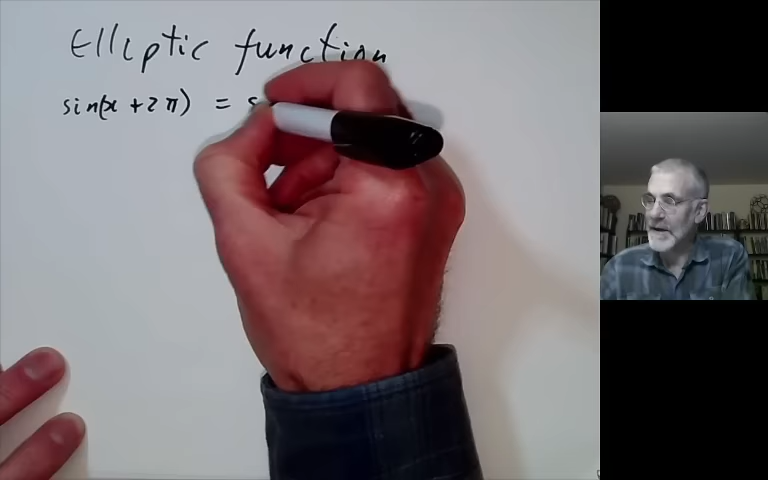 Elliptic function
sin(x + 2π) = s